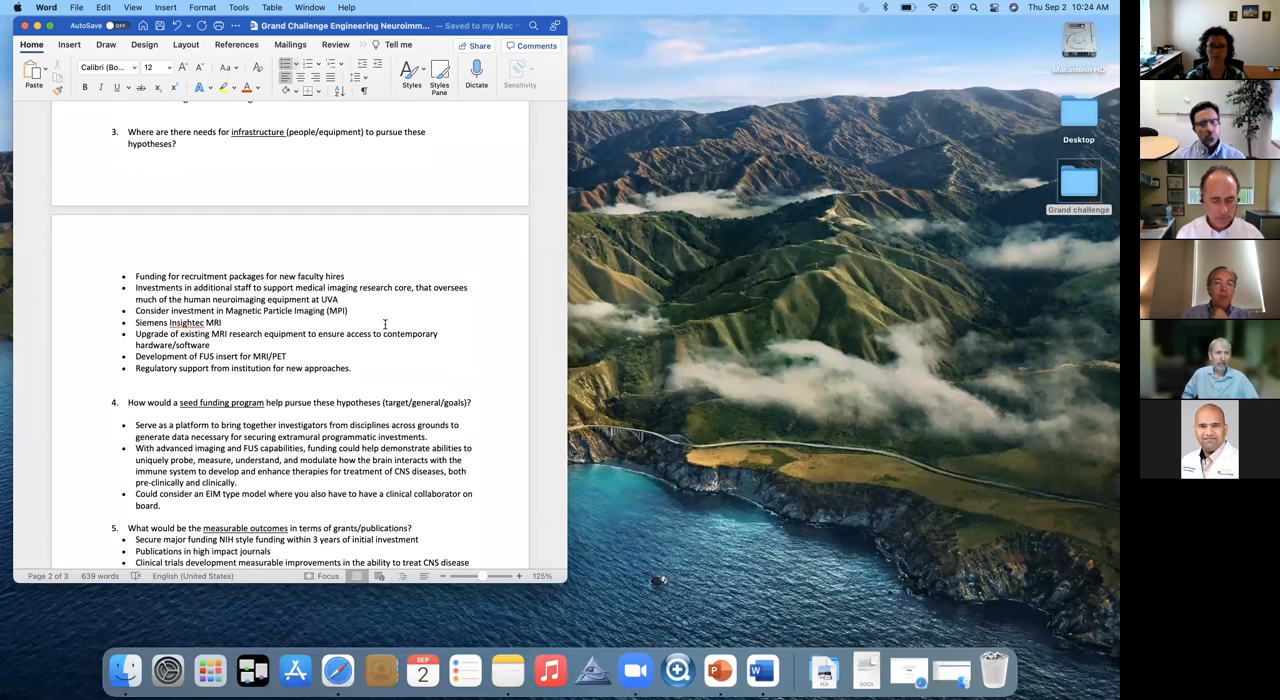 Word File Edit View Insert Format Tools Table Window Help Thu Sep 2 10:24 AM
AutoSave OFF Grand Challenge Engineering Neuroimm... — Saved to my Mac
Home Insert Draw Design Layout References Mailings Review Tell me Share Comments
Paste Calibri (Bo... 12 Aa Styles Styles Pane Dictate Sensitivity
3. Where are there needs for infrastructure (people/equipment) to pursue these
hypotheses?
• Funding for recruitment packages for new faculty hires
• Investments in additional staff to support medical imaging research core, that oversees
much of the human neuroimaging equipment at UVA
• Consider investment in Magnetic Particle Imaging (MPI)
• Siemens Insightec MRI
• Upgrade of existing MRI research equipment to ensure access to contemporary
hardware/software
• Development of FUS insert for MRI/PET
• Regulatory support from institution for new approaches.
4. How would a seed funding program help pursue these hypotheses (target/general/goals)?
• Serve as a platform to bring together investigators from disciplines across grounds to
generate data necessary for securing extramural programmatic investments.
• With advanced imaging and FUS capabilities, funding could help demonstrate abilities to
uniquely probe, measure, understand, and modulate how the brain interacts with the
immune system to develop and enhance therapies for treatment of CNS diseases, both
pre-clinically and clinically.
• Could consider an EIM type model where you also have to have a clinical collaborator on
board.
5. What would be the measurable outcomes in terms of grants/publications?
• Secure major funding NIH style funding within 3 years of initial investment
• Publications in high impact journals
• Clinical trials development measurable improvements in the ability to treat CNS disease
Page 2 of 3 639 words English (United States) Focus 125%
Macintosh HD
Desktop
Grand challenge
SEP
2
PDF
DOCX